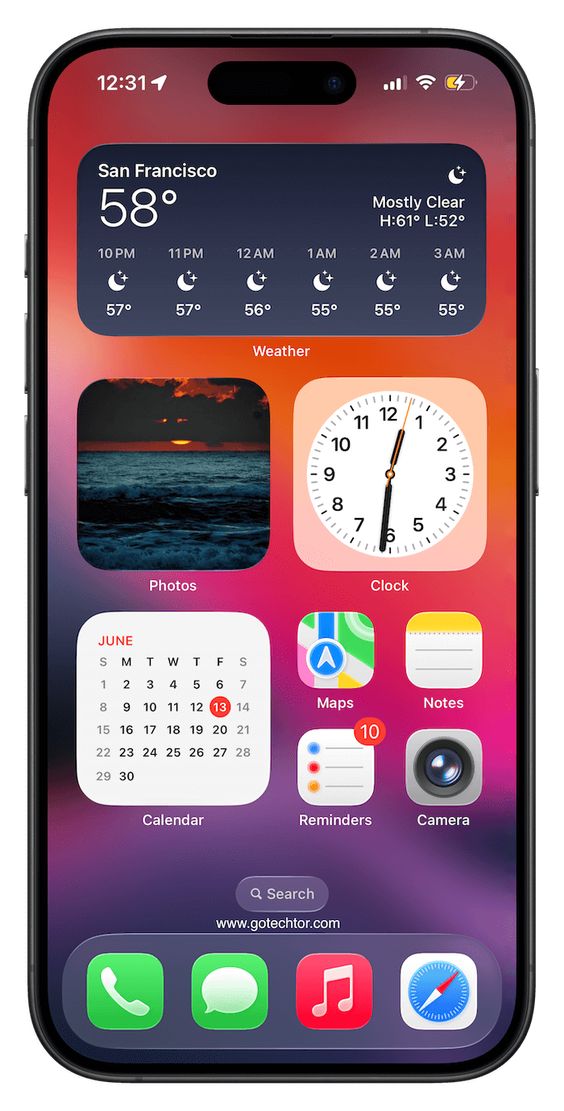 12:31
San Francisco
58°
Mostly Clear
H:61° L:52°
10 PM 11 PM 12 AM 1 AM 2 AM 3 AM
57° 57° 56° 55° 55° 55°
Weather
12
1
2
3
4
5
6
7
8
9
10
11
Photos
Clock
JUNE
S M T W T F S
1 2 3 4 5 6 7
8 9 10 11 12 13 14
15 16 17 18 19 20 21
22 23 24 25 26 27 28
29 30
Calendar
Maps
Notes
10
Reminders
Camera
Search
www.gotechtor.com